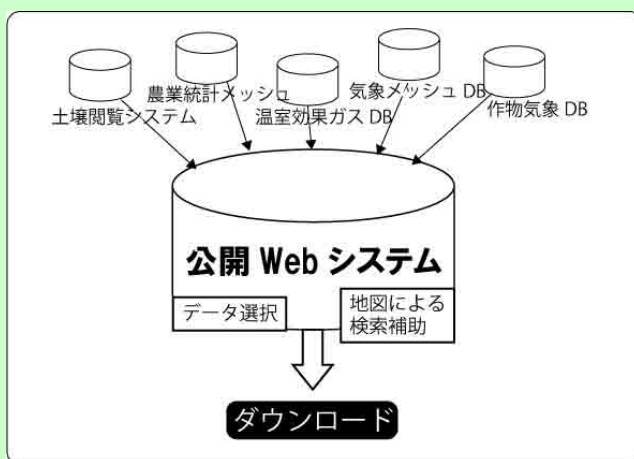 農業統計メッシュ
気象メッシュDB
土壌閲覧システム
温室効果ガスDB
作物気象DB
公開Webシステム
データ選択
地図による
検索補助
ダウンロード